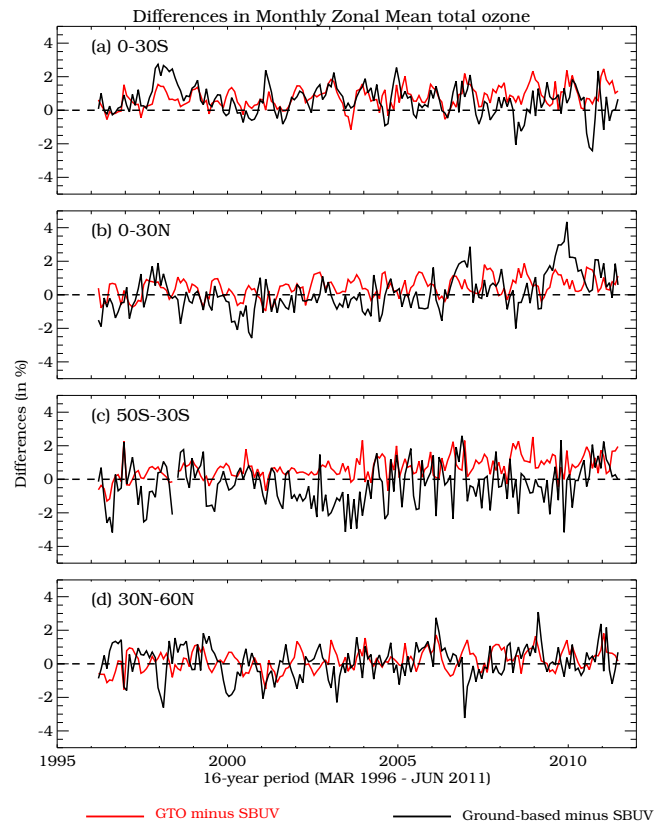 Differences in Monthly Zonal Mean total ozone
(a) 0-30S
4
2
0
-2
-4
(b) 0-30N
4
2
0
-2
-4
Differences (in %)
(c) 50S-30S
4
2
0
-2
-4
(d) 30N-60N
4
2
0
-2
-4
1995 2000 2005 2010
16-year period (MAR 1996 - JUN 2011)
GTO minus SBUV Ground-based minus SBUV